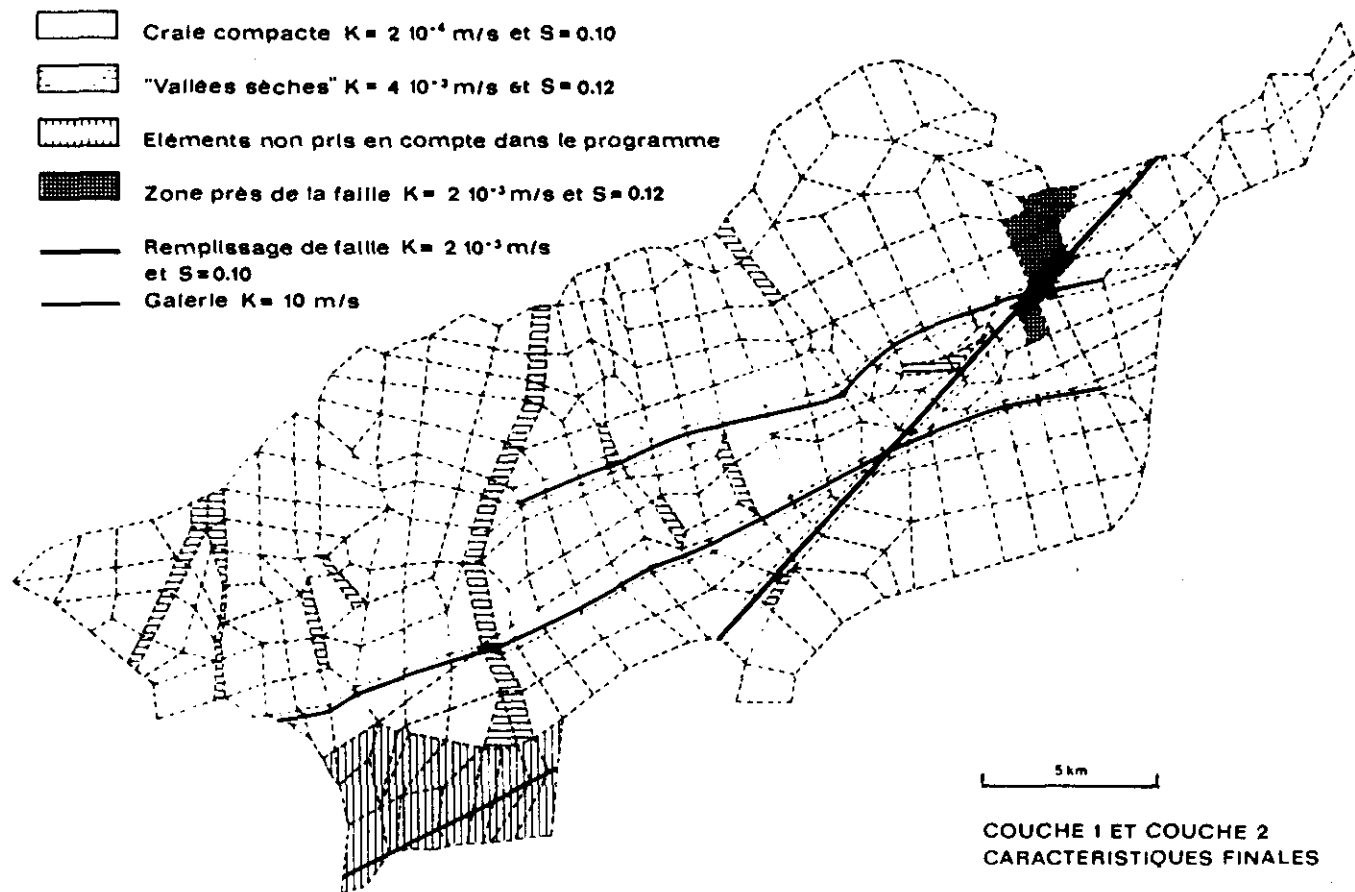 Craie compacte K= 2 10⁻⁴ m/s et S=0.10
"Vallées sèches" K= 4 10⁻³ m/s et S=0.12
Eléments non pris en compte dans le programme
Zone près de la faille K= 2 10⁻³ m/s et S=0.12
Remplissage de faille K= 2 10⁻³ m/s
et S=0.10
Galerie K= 10 m/s
5 km
COUCHE 1 ET COUCHE 2
CARACTERISTIQUES FINALES